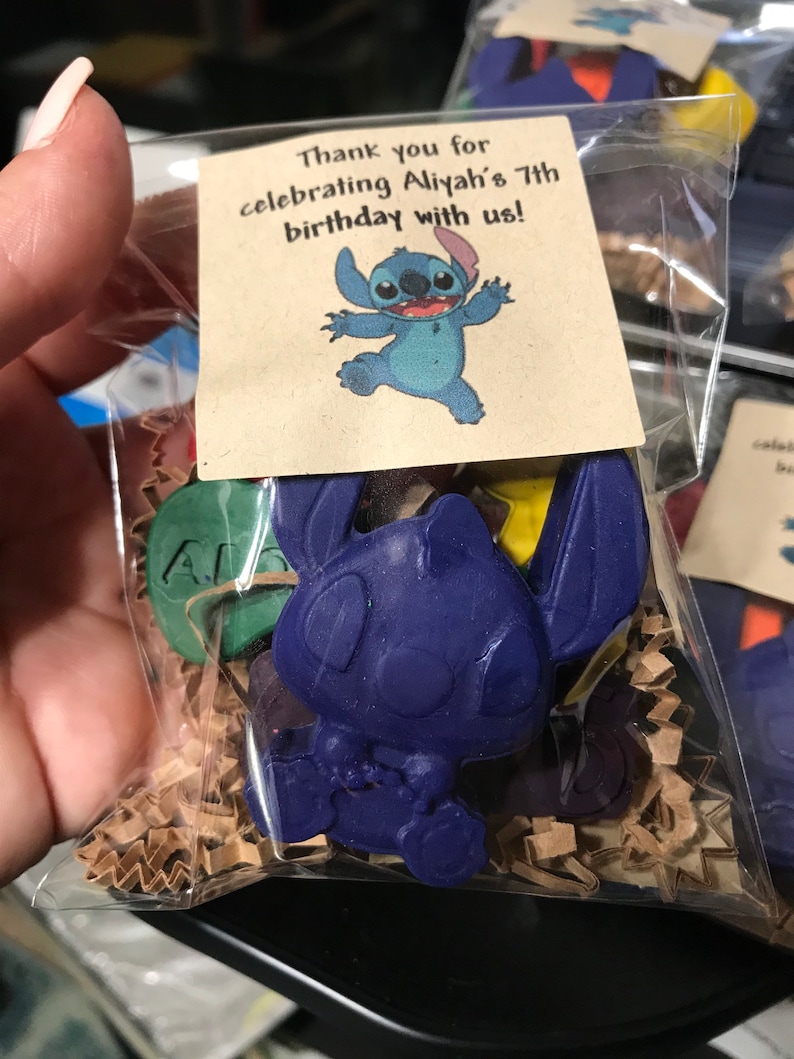 Thank you for
celebrating Aliyah's 7th
birthday with us!